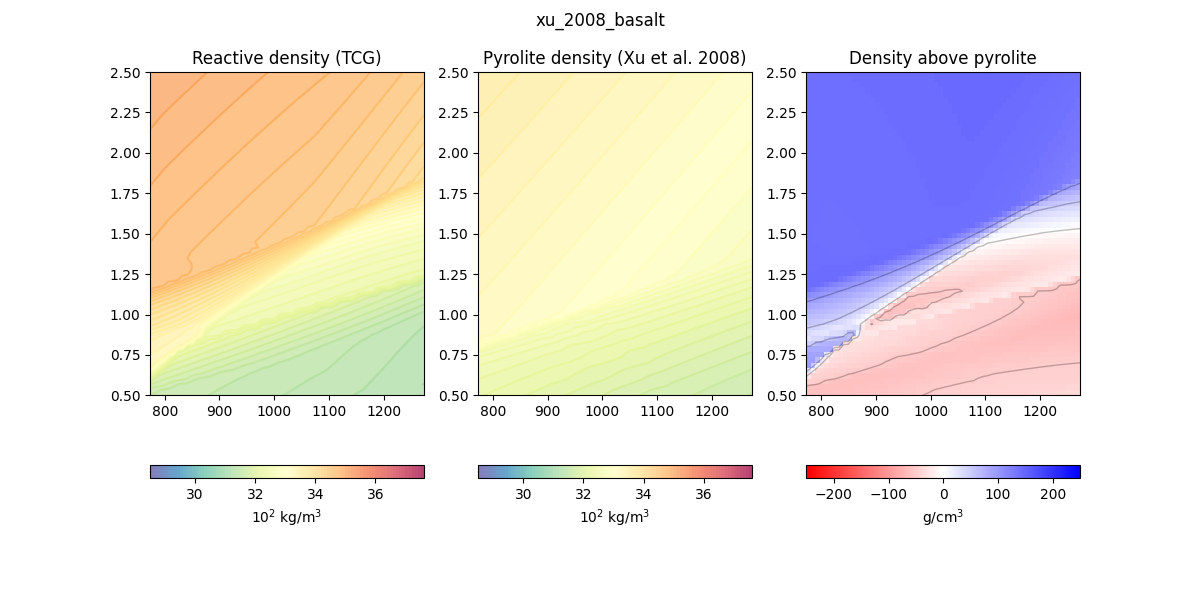 xu_2008_basalt
Reactive density (TCG)
Pyrolite density (Xu et al. 2008)
Density above pyrolite
2.50
2.25
2.00
1.75
1.50
1.25
1.00
0.75
0.50
800 900 1000 1100 1200
2.50
2.25
2.00
1.75
1.50
1.25
1.00
0.75
0.50
800 900 1000 1100 1200
2.50
2.25
2.00
1.75
1.50
1.25
1.00
0.75
0.50
800 900 1000 1100 1200
30 32 34 36
10² kg/m³
30 32 34 36
10² kg/m³
−200 −100 0 100 200
g/cm³